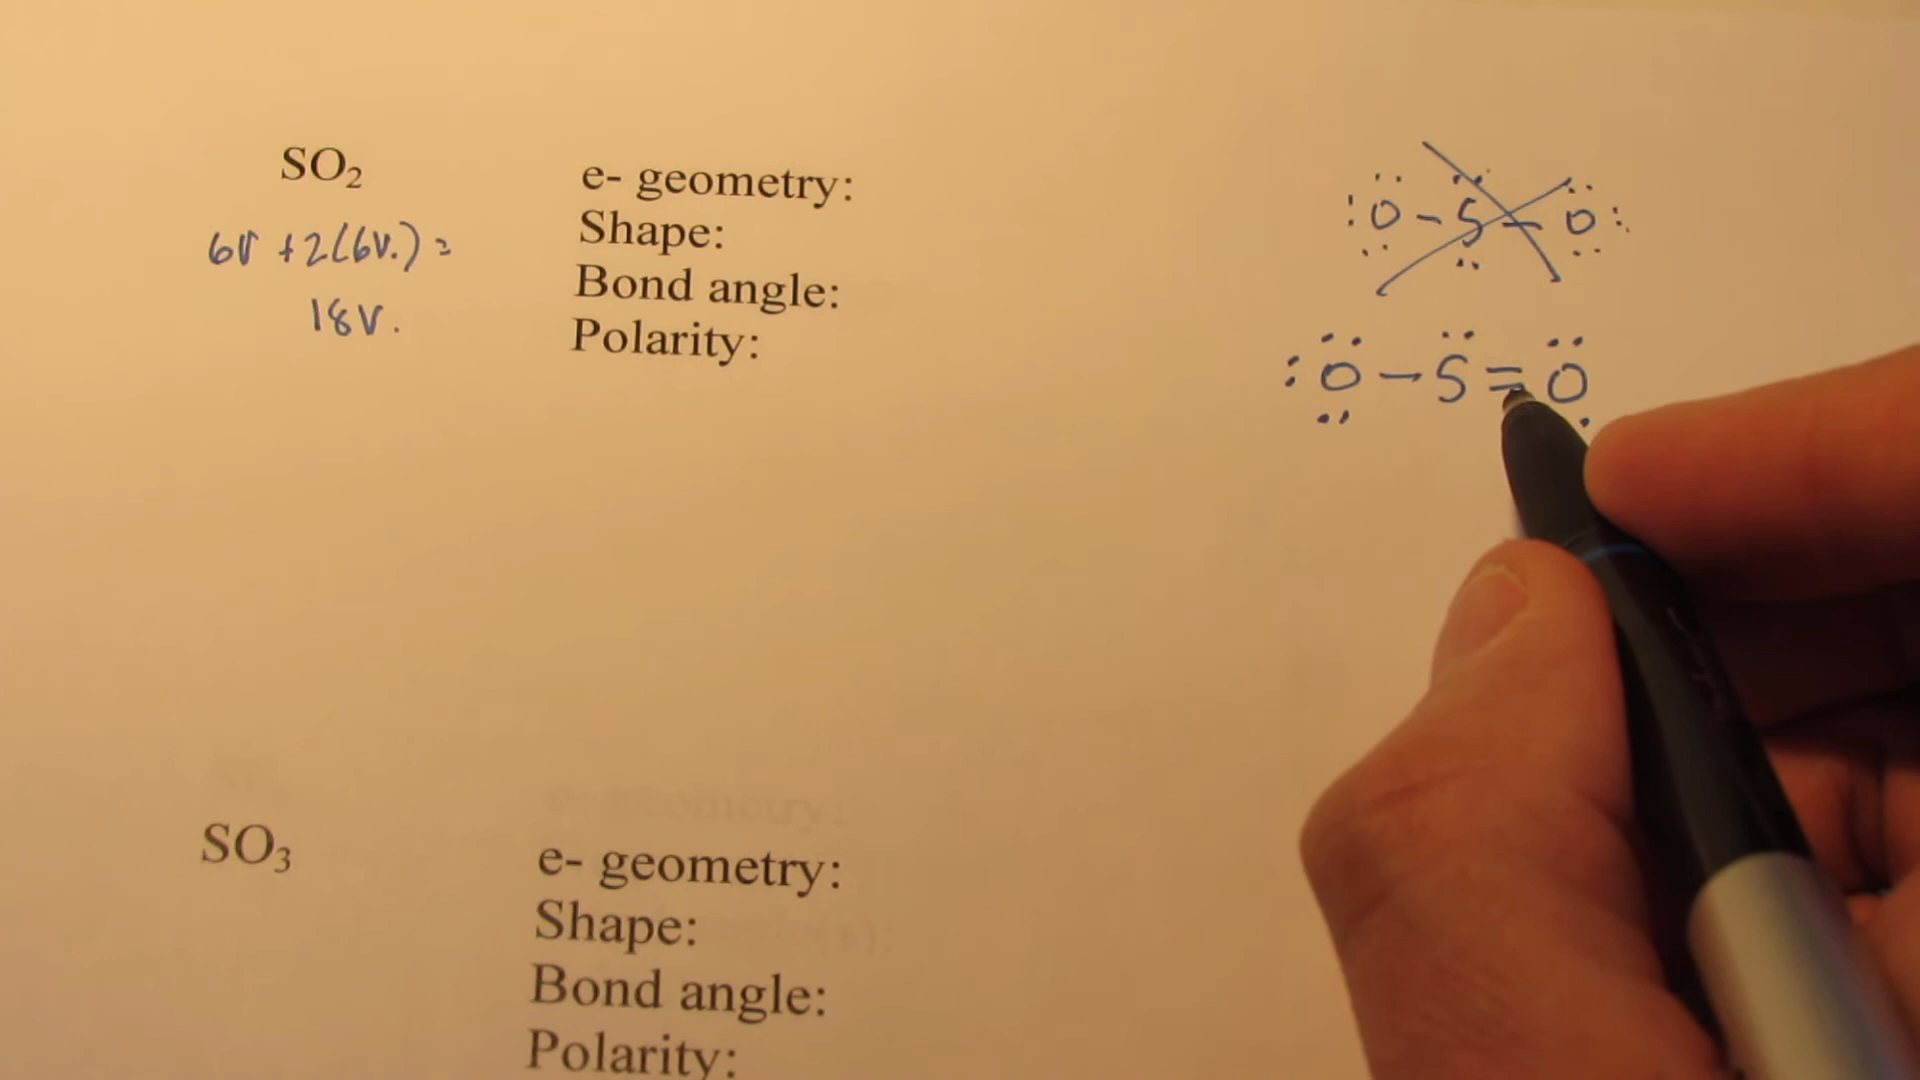 SO₂
6V + 2(6V.) =
18V.
e- geometry:
Shape:
Bond angle:
Polarity:
:O - S - O:
:O - S = O
SO₃
e- geometry:
Shape:
Bond angle:
Polarity: